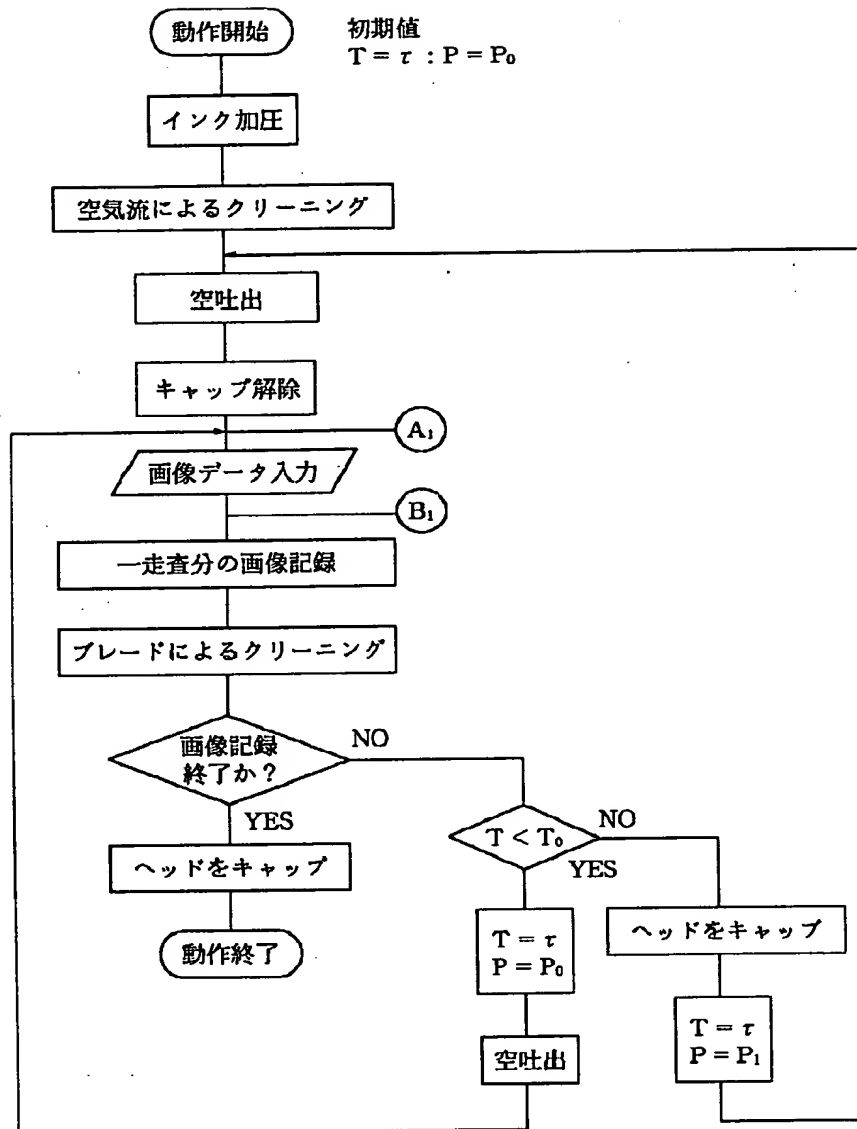 動作開始
初期値
T = τ : P = P₀
インク加圧
空気流によるクリーニング
空吐出
キャップ解除
A₁
画像データ入力
B₁
一走査分の画像記録
ブレードによるクリーニング
画像記録
終了か？
NO
YES
T < T₀
NO
YES
ヘッドをキャップ
動作終了
T = τ
P = P₀
空吐出
ヘッドをキャップ
T = τ
P = P₁